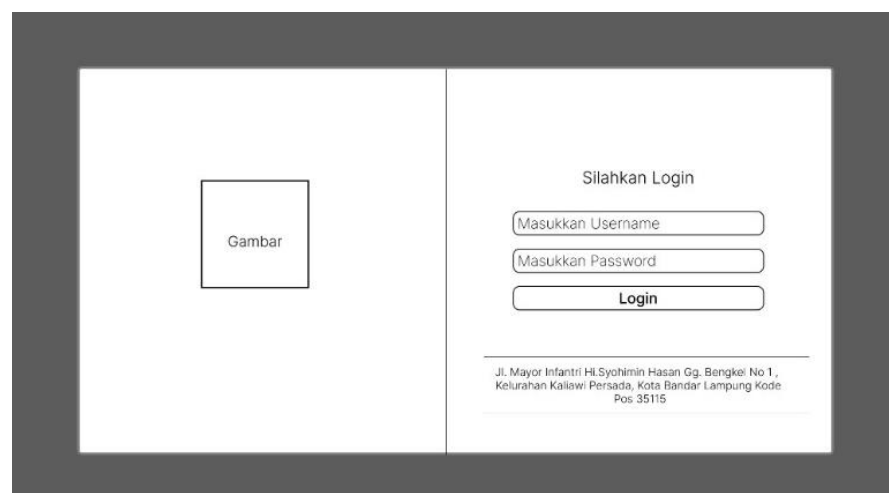 Gambar
Silahkan Login
Masukkan Username
Masukkan Password
Login
Jl. Mayor Infantri Hi.Syohimin Hasan Gg. Bengkel No 1 ,
Kelurahan Kaliawi Persada, Kota Bandar Lampung Kode
Pos 35115